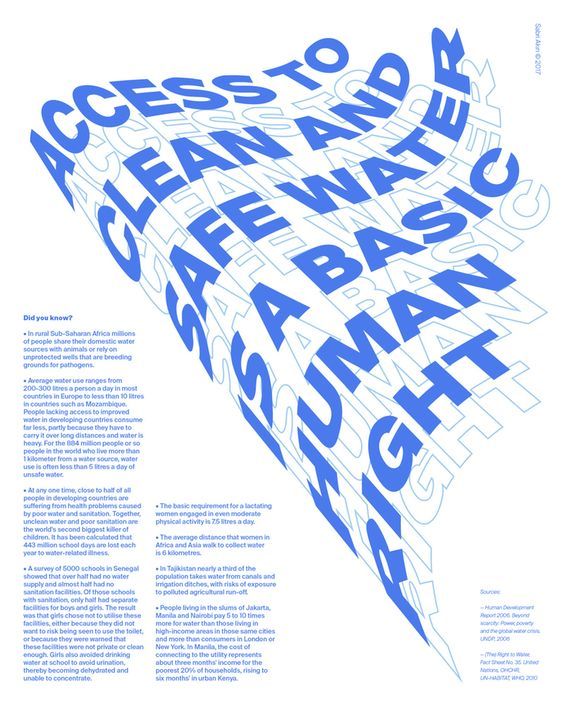 Sabri Akin © 2017
ACCESS TO
CLEAN AND
SAFE WATER
IS A BASIC
HUMAN
RIGHT
Did you know?
• In rural Sub-Saharan Africa millions
of people share their domestic water
sources with animals or rely on
unprotected wells that are breeding
grounds for pathogens.
• Average water use ranges from
200–300 litres a person a day in most
countries in Europe to less than 10 litres
in countries such as Mozambique.
People lacking access to improved
water in developing countries consume
far less, partly because they have to
carry it over long distances and water is
heavy. For the 884 million people or so
people in the world who live more than
1 kilometer from a water source, water
use is often less than 5 litres a day of
unsafe water.
• At any one time, close to half of all
people in developing countries are
suffering from health problems caused
by poor water and sanitation. Together,
unclean water and poor sanitation are
the world's second biggest killer of
children. It has been calculated that
443 million school days are lost each
year to water-related illness.
• A survey of 5000 schools in Senegal
showed that over half had no water
supply and almost half had no
sanitation facilities. Of those schools
with sanitation, only half had separate
facilities for boys and girls. The result
was that girls chose not to utilise these
facilities, either because they did not
want to risk being seen to use the toilet,
or because they were warned that
these facilities were not private or clean
enough. Girls also avoided drinking
water at school to avoid urination,
thereby becoming dehydrated and
unable to concentrate.
• The basic requirement for a lactating
women engaged in even moderate
physical activity is 7.5 litres a day.
• The average distance that women in
Africa and Asia walk to collect water
is 6 kilometres.
• In Tajikistan nearly a third of the
population takes water from canals and
irrigation ditches, with risks of exposure
to polluted agricultural run-off.
• People living in the slums of Jakarta,
Manila and Nairobi pay 5 to 10 times
more for water than those living in
high-income areas in those same cities
and more than consumers in London or
New York. In Manila, the cost of
connecting to the utility represents
about three months' income for the
poorest 20% of households, rising to
six months' in urban Kenya.
Sources:
— Human Development
Report 2006. Beyond
scarcity: Power, poverty
and the global water crisis,
UNDP, 2006
— (The) Right to Water,
Fact Sheet No. 35. United
Nations, OHCHR,
UN-HABITAT, WHO, 2010